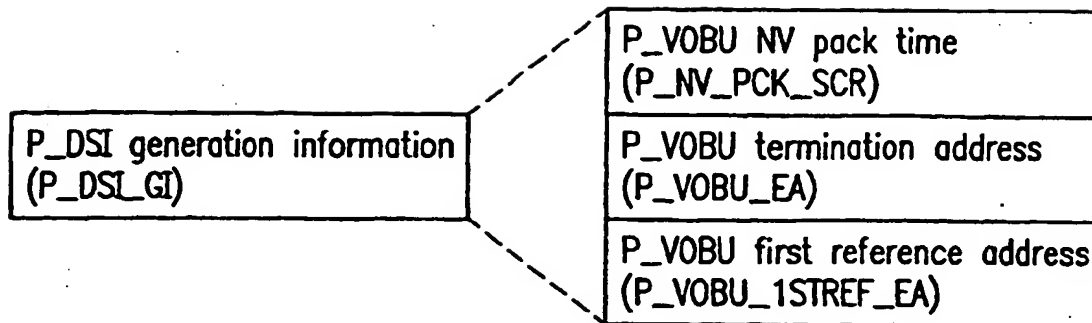 P_DSI generation information
(P_DSI_GI)
P_VOBU NV pack time
(P_NV_PCK_SCR)
P_VOBU termination address
(P_VOBU_EA)
P_VOBU first reference address
(P_VOBU_1STREF_EA)